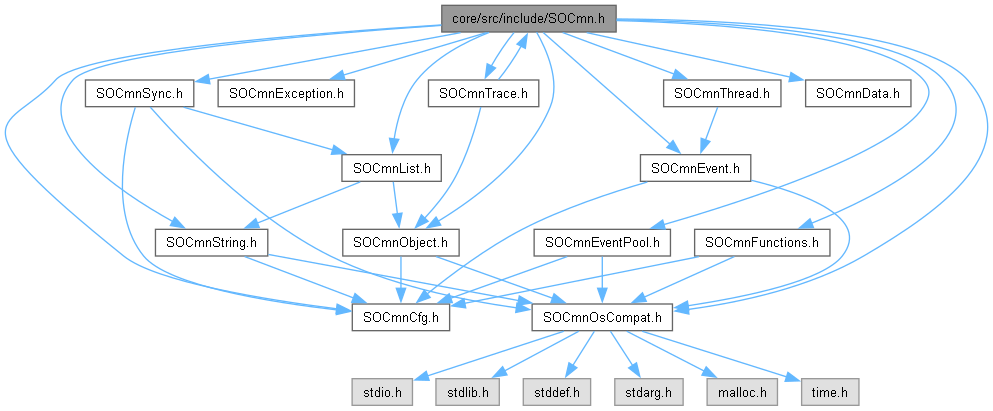 core/src/include/SOCmn.h
SOCmnSync.h
SOCmnException.h
SOCmnTrace.h
SOCmnThread.h
SOCmnData.h
SOCmnList.h
SOCmnEvent.h
SOCmnString.h
SOCmnObject.h
SOCmnEventPool.h
SOCmnFunctions.h
SOCmnCfg.h
SOCmnOsCompat.h
stdio.h
stdlib.h
stddef.h
stdarg.h
malloc.h
time.h